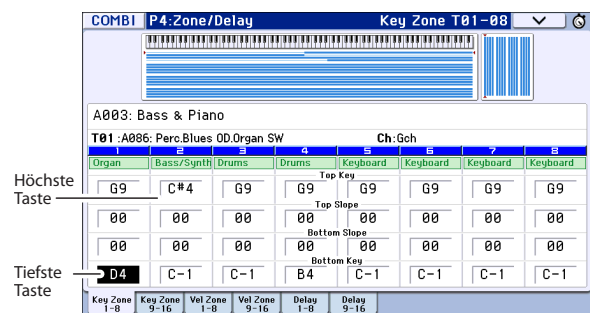 COMBI P4:Zone/Delay Key Zone T01-08
A003: Bass & Piano
T01 :A086: Perc.Blues OD.Organ SW Ch:Gch
1 2 3 4 5 6 7 8
Organ Bass/Synth Drums Drums Keyboard Keyboard Keyboard Keyboard
Top Key
Höchste Taste
G9 C#4 G9 G9 G9 G9 G9 G9
Top Slope
00 00 00 00 00 00 00 00
Bottom Slope
00 00 00 00 00 00 00 00
Bottom Key
Tiefste Taste
D4 C-1 C-1 B4 C-1 C-1 C-1 C-1
Key Zone 1-8 Key Zone 9-16 Vel Zone 1-8 Vel Zone 9-16 Delay 1-8 Delay 9-16